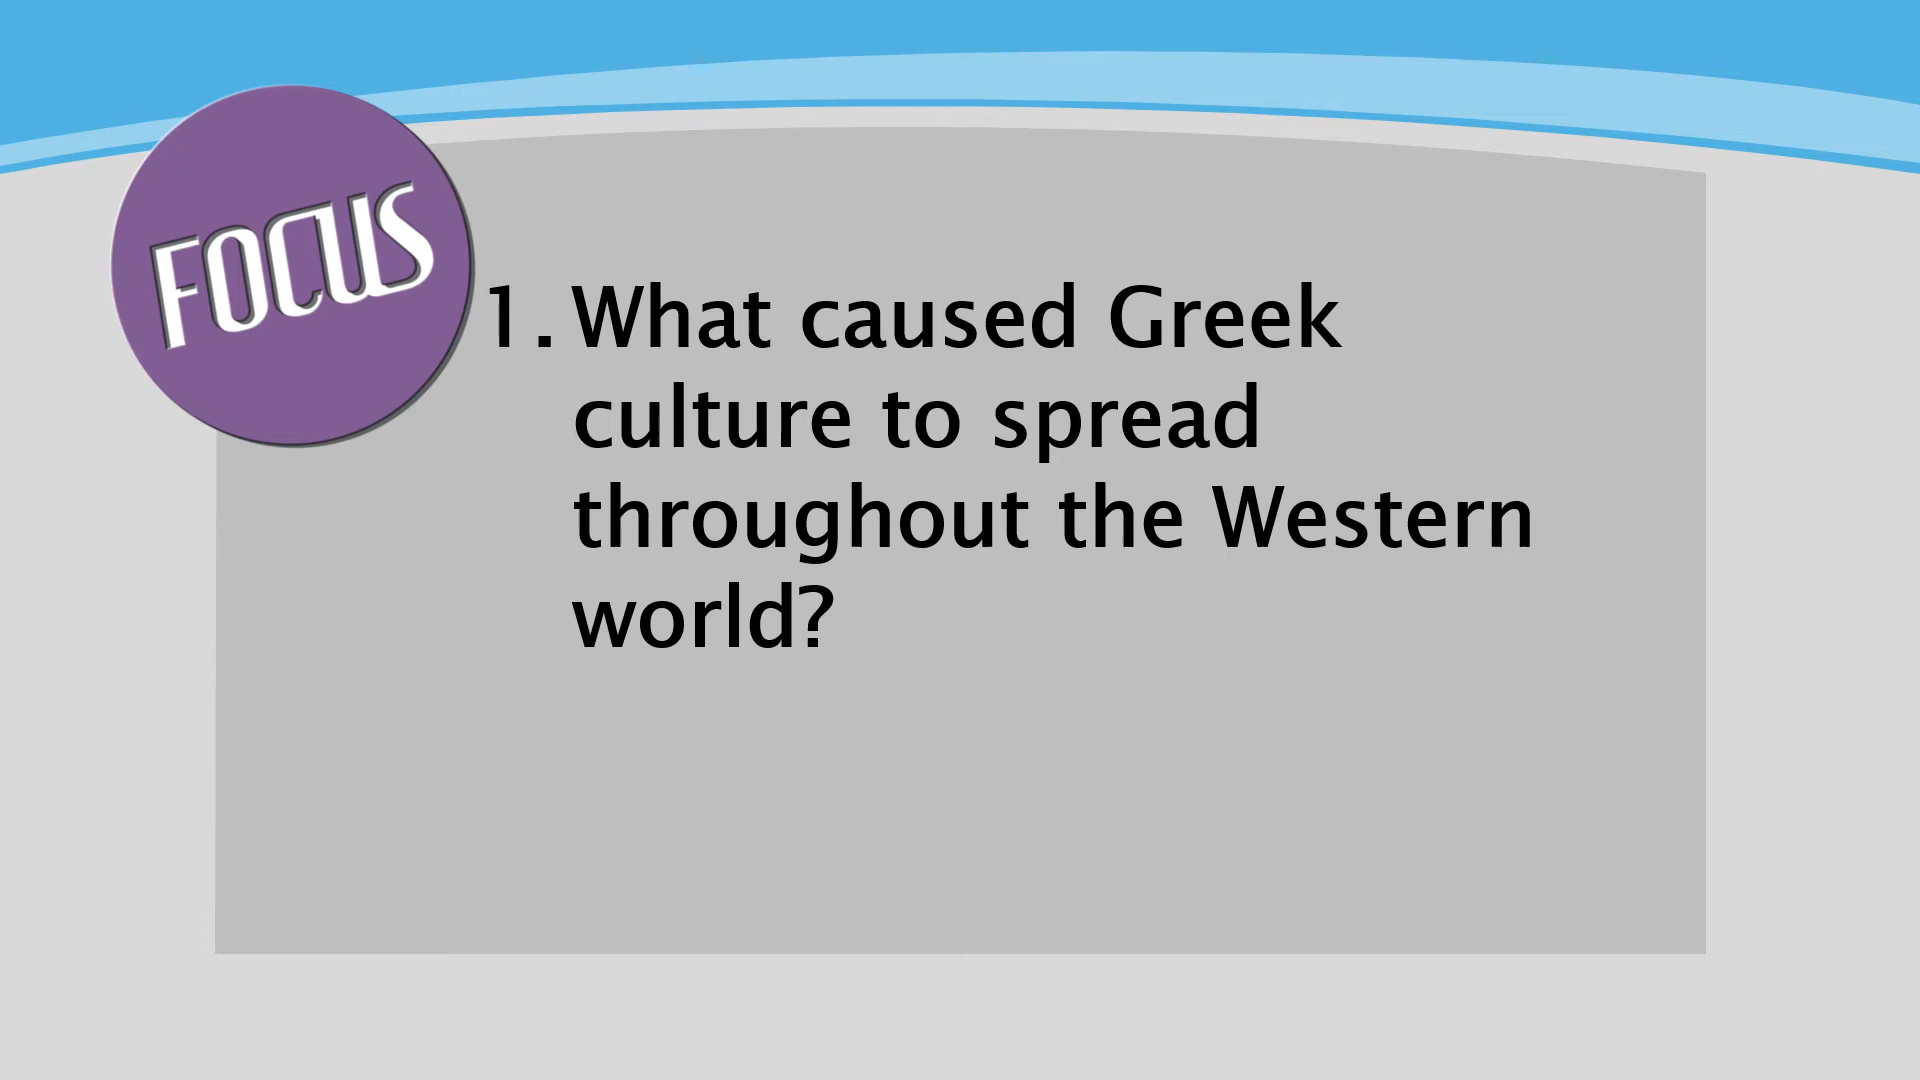 FOCUS
1. What caused Greek
culture to spread
throughout the Western
world?